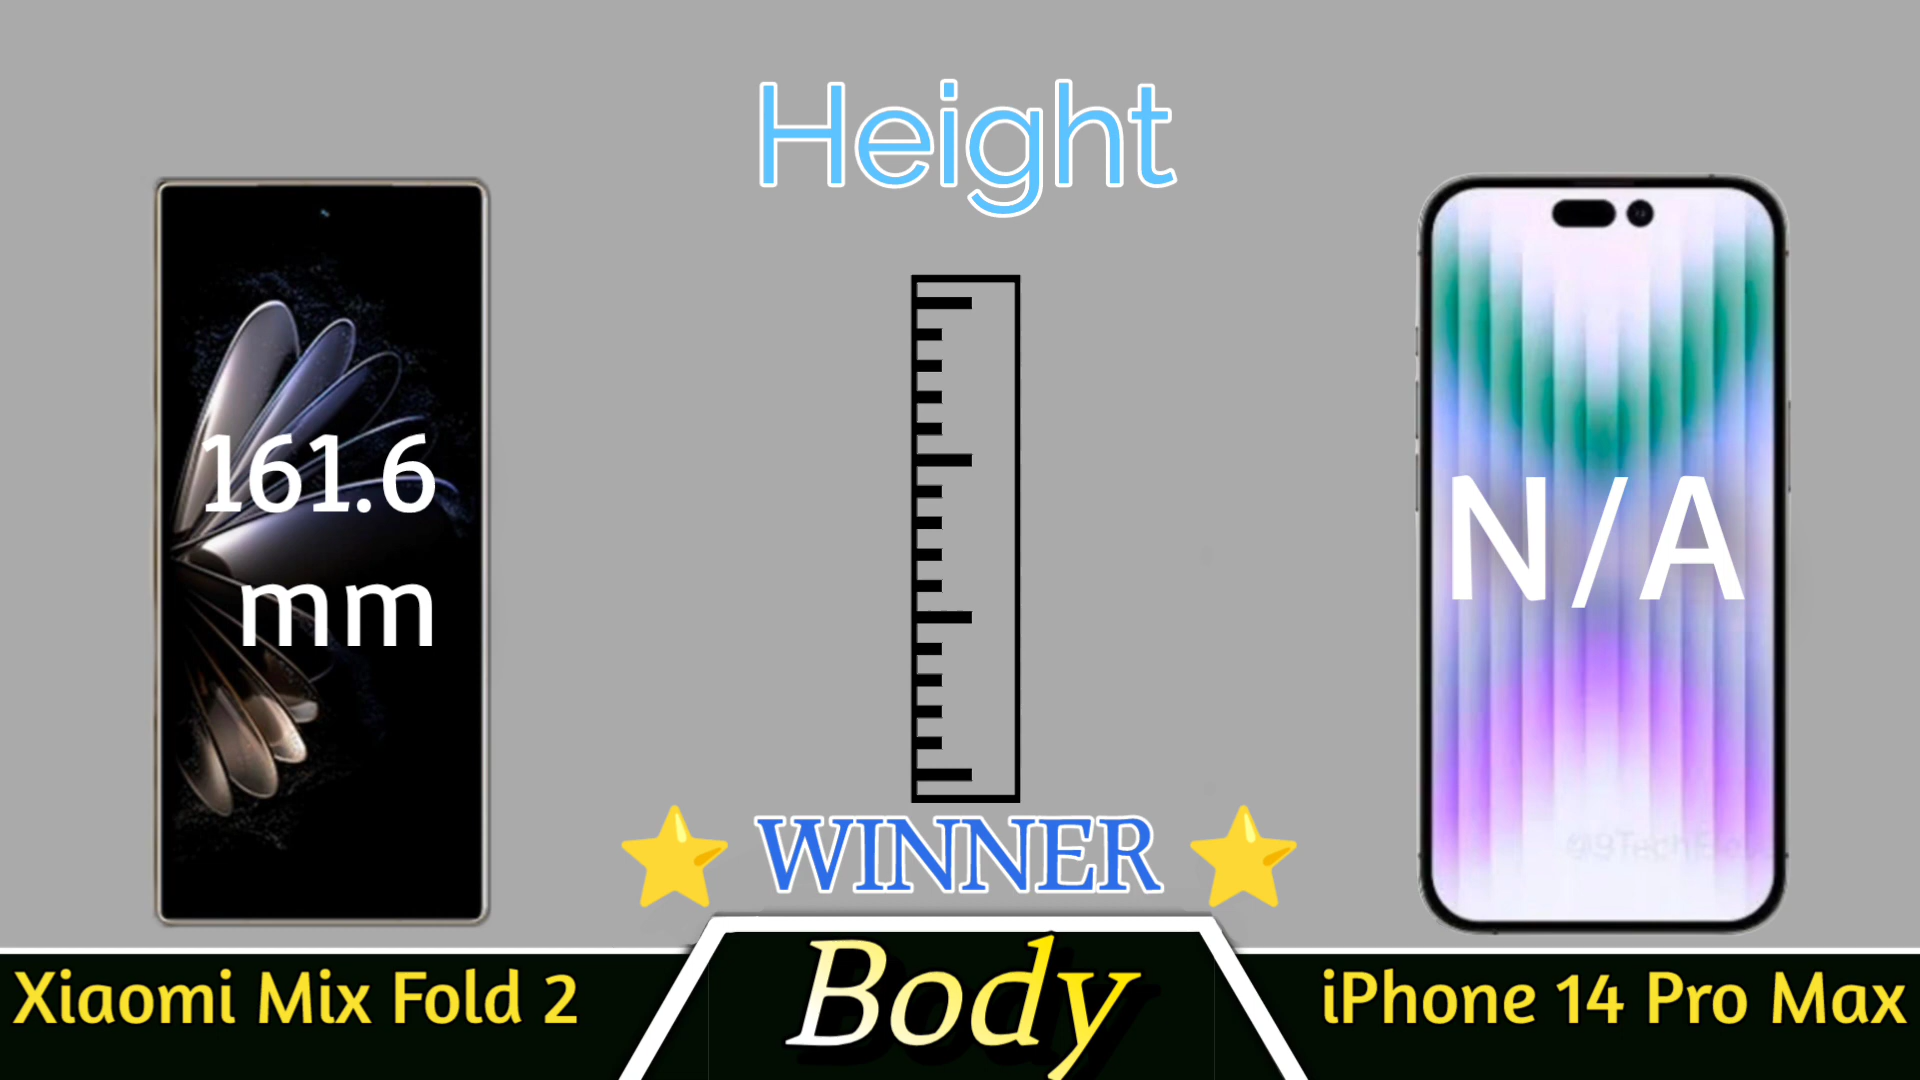 Height
161.6
mm
N/A
WINNER
Body
Xiaomi Mix Fold 2
iPhone 14 Pro Max